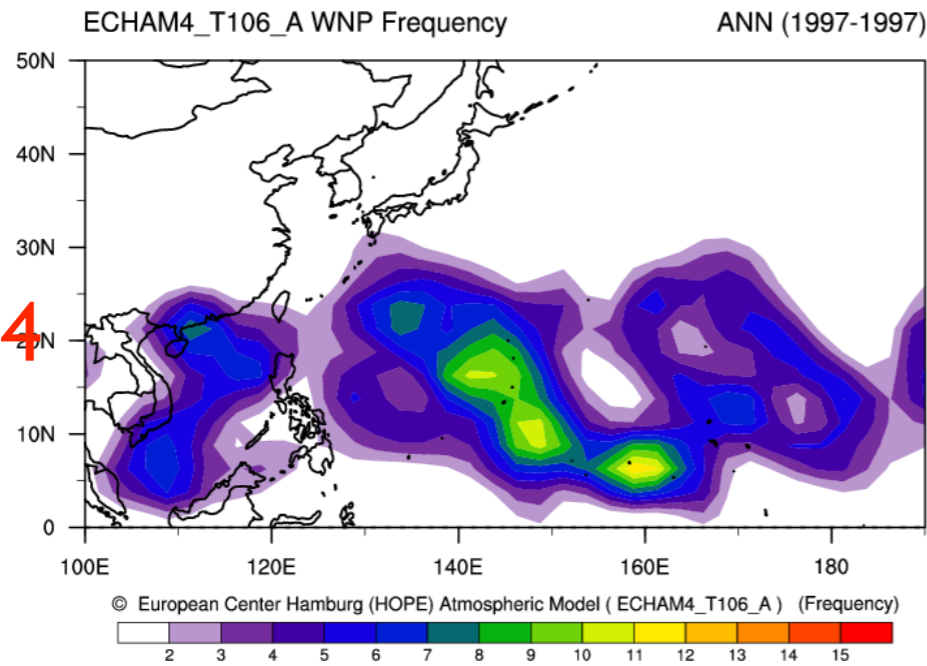 ECHAM4_T106_A WNP Frequency ANN (1997-1997)
50N
40N
30N
4
20N
10N
0
100E 120E 140E 160E 180
© European Center Hamburg (HOPE) Atmospheric Model ( ECHAM4_T106_A ) (Frequency)
2 3 4 5 6 7 8 9 10 11 12 13 14 15